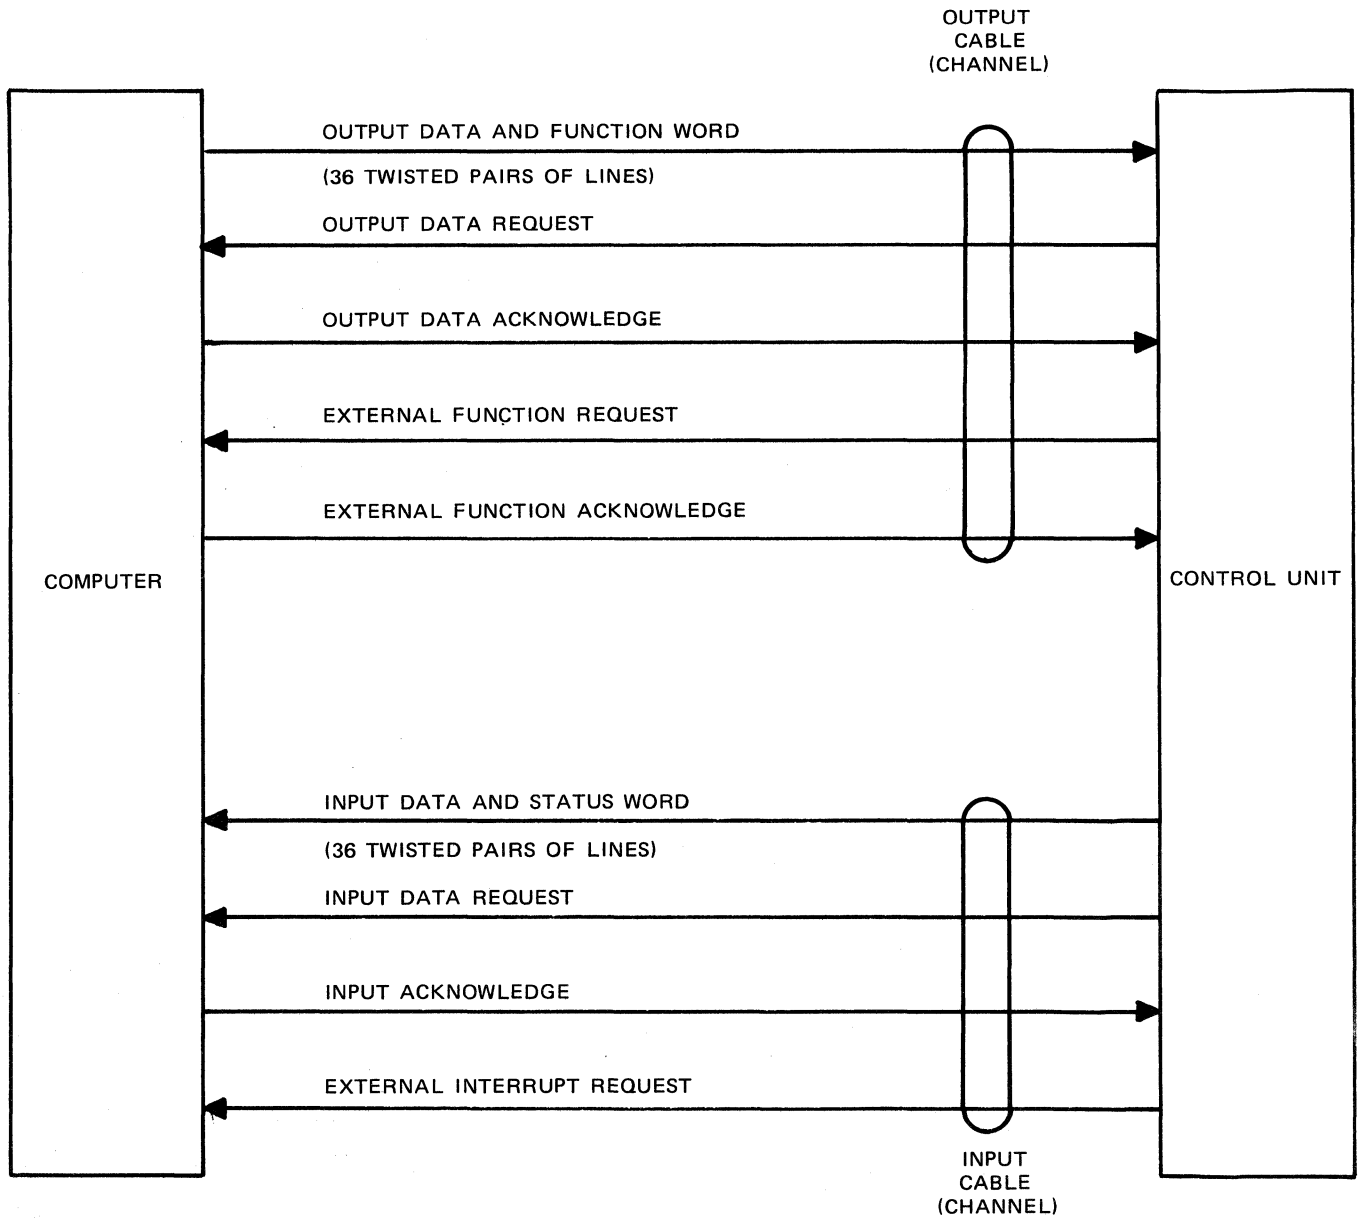 OUTPUT
CABLE
(CHANNEL)
OUTPUT DATA AND FUNCTION WORD
(36 TWISTED PAIRS OF LINES)
OUTPUT DATA REQUEST
OUTPUT DATA ACKNOWLEDGE
EXTERNAL FUNCTION REQUEST
EXTERNAL FUNCTION ACKNOWLEDGE
COMPUTER
CONTROL UNIT
INPUT DATA AND STATUS WORD
(36 TWISTED PAIRS OF LINES)
INPUT DATA REQUEST
INPUT ACKNOWLEDGE
EXTERNAL INTERRUPT REQUEST
INPUT
CABLE
(CHANNEL)